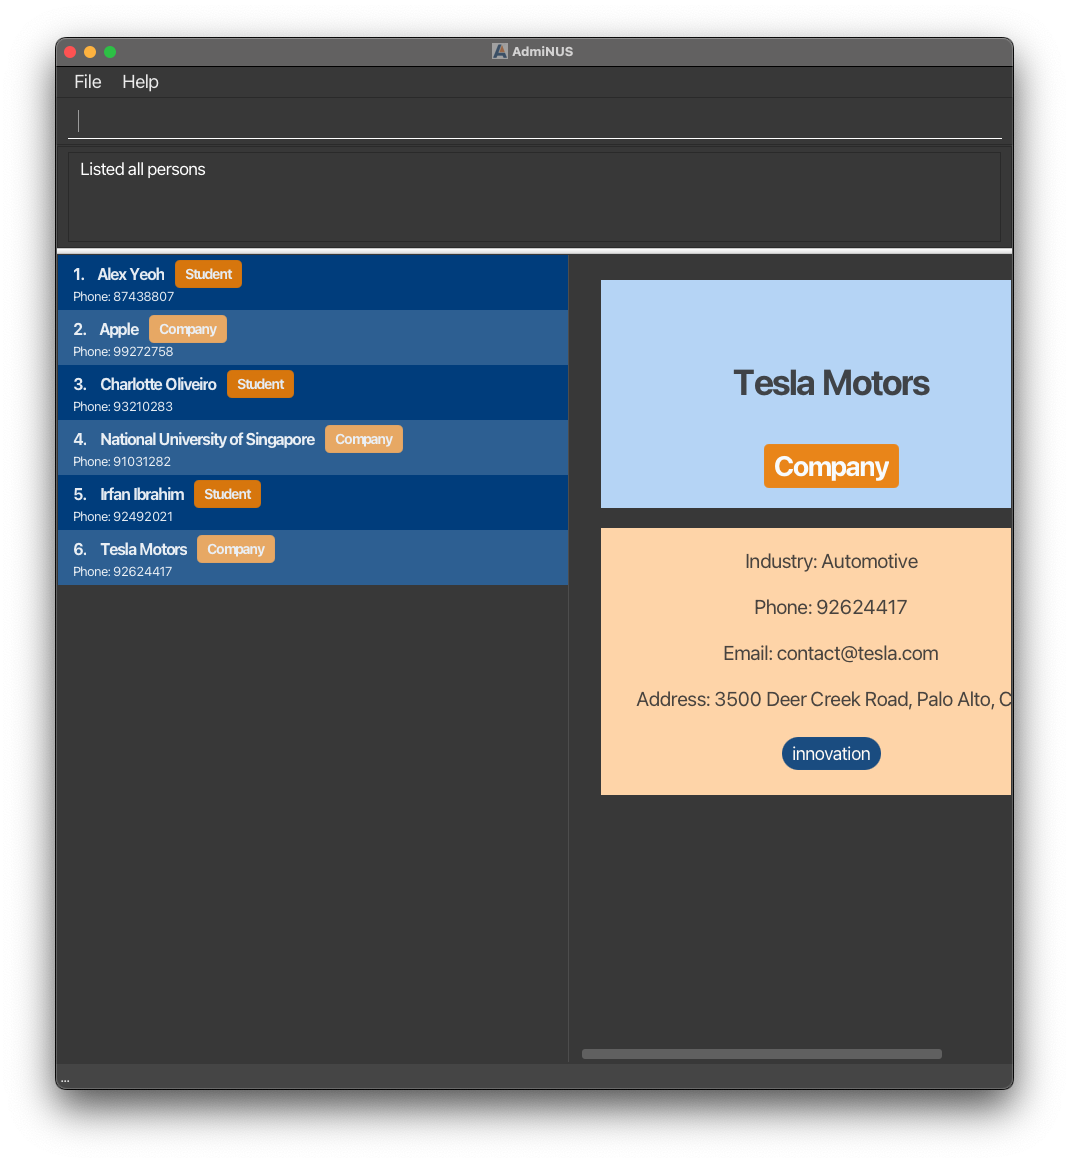 AdmiNUS
File Help
Listed all persons
1. Alex Yeoh Student
Phone: 87438807
2. Apple Company
Phone: 99272758
3. Charlotte Oliveiro Student
Phone: 93210283
4. National University of Singapore Company
Phone: 91031282
5. Irfan Ibrahim Student
Phone: 92492021
6. Tesla Motors Company
Phone: 92624417
Tesla Motors
Company
Industry: Automotive
Phone: 92624417
Email: contact@tesla.com
Address: 3500 Deer Creek Road, Palo Alto, C
innovation
...